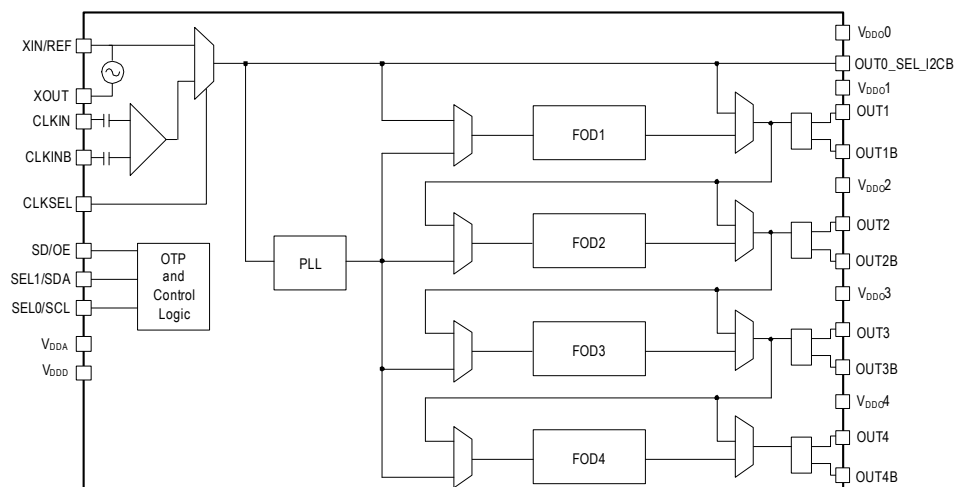 XIN/REF
XOUT
CLKIN
CLKINB
CLKSEL
SD/OE
SEL1/SDA
SEL0/SCL
VDDA
VDDD
OTP
and
Control
Logic
PLL
FOD1
FOD2
FOD3
FOD4
VDDO0
OUT0_SEL_I2CB
VDDO1
OUT1
OUT1B
VDDO2
OUT2
OUT2B
VDDO3
OUT3
OUT3B
VDDO4
OUT4
OUT4B